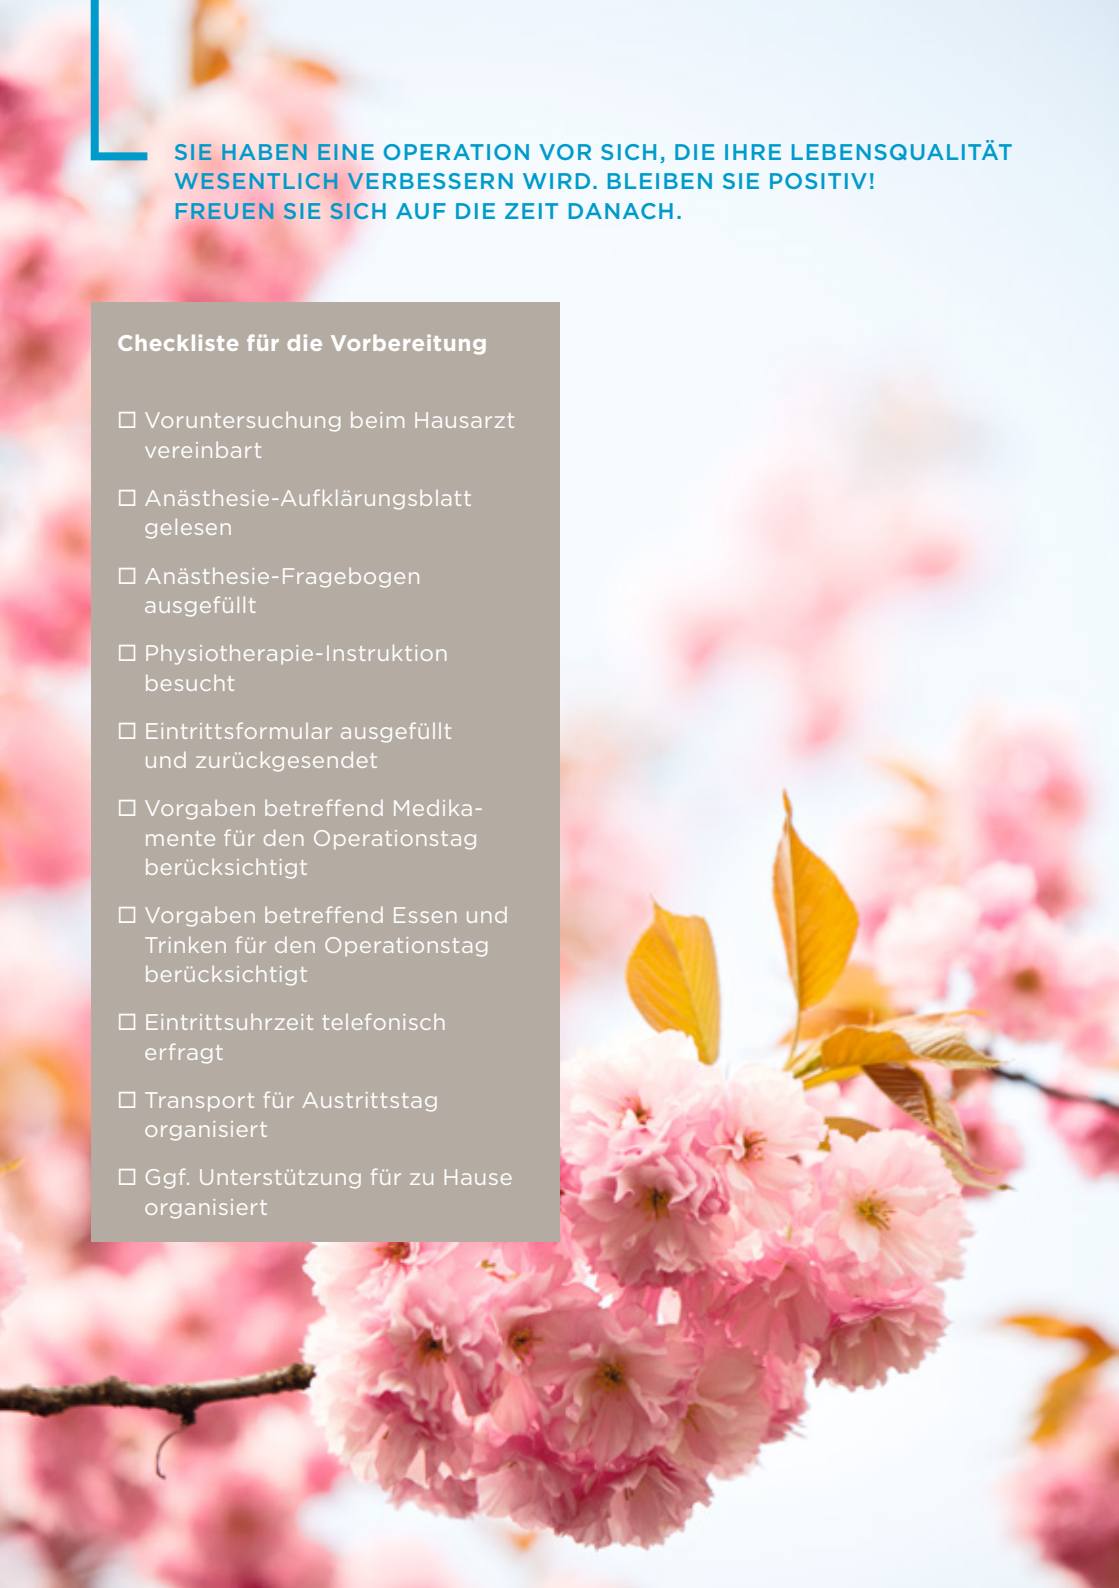 SIE HABEN EINE OPERATION VOR SICH, DIE IHRE LEBENSQUALITÄT
WESENTLICH VERBESSERN WIRD. BLEIBEN SIE POSITIV!
FREUEN SIE SICH AUF DIE ZEIT DANACH.
Checkliste für die Vorbereitung
☐ Voruntersuchung beim Hausarzt
vereinbart
☐ Anästhesie-Aufklärungsblatt
gelesen
☐ Anästhesie-Fragebogen
ausgefüllt
☐ Physiotherapie-Instruktion
besucht
☐ Eintrittsformular ausgefüllt
und zurückgesendet
☐ Vorgaben betreffend Medika-
mente für den Operationstag
berücksichtigt
☐ Vorgaben betreffend Essen und
Trinken für den Operationstag
berücksichtigt
☐ Eintrittsuhrzeit telefonisch
erfragt
☐ Transport für Austrittstag
organisiert
☐ Ggf. Unterstützung für zu Hause
organisiert